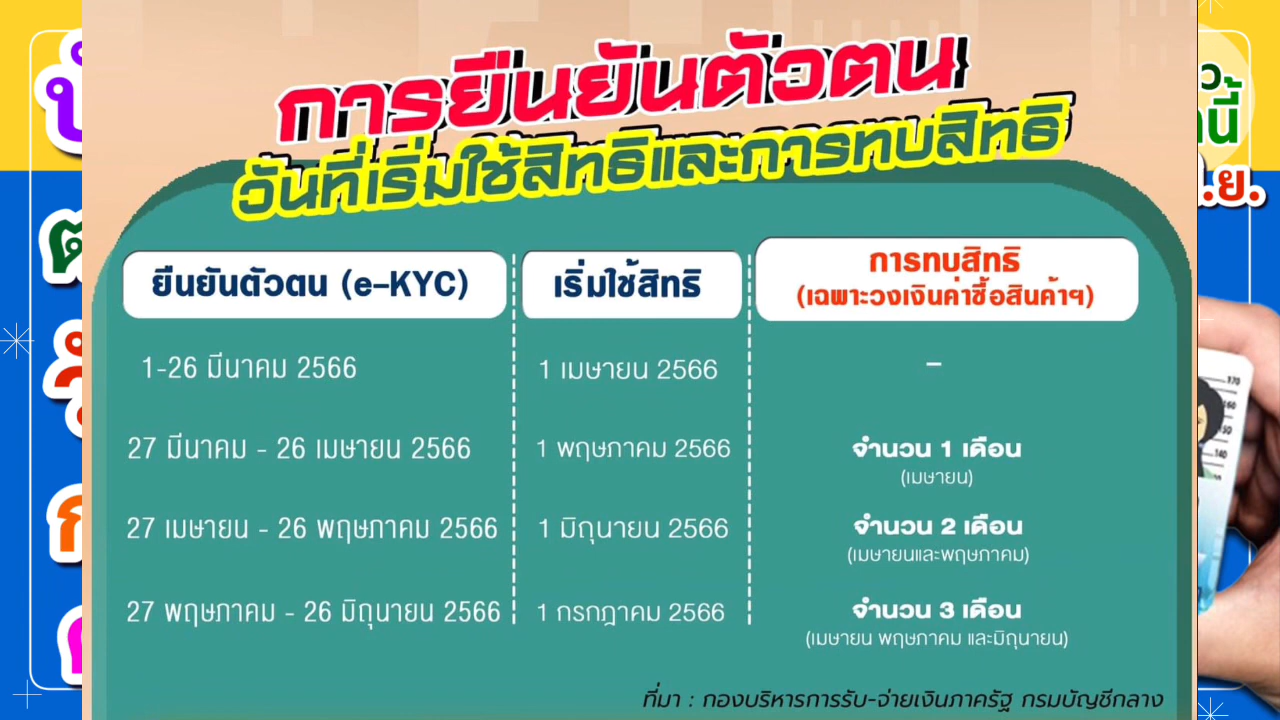 การยืนยันตัวตน
วันที่เริ่มใช้สิทธิและการทบสิทธิ
ยืนยันตัวตน (e-KYC)
เริ่มใช้สิทธิ
การทบสิทธิ
(เฉพาะวงเงินค่าซื้อสินค้าฯ)
1-26 มีนาคม 2566
1 เมษายน 2566
-
27 มีนาคม - 26 เมษายน 2566
1 พฤษภาคม 2566
จำนวน 1 เดือน
(เมษายน)
27 เมษายน - 26 พฤษภาคม 2566
1 มิถุนายน 2566
จำนวน 2 เดือน
(เมษายนและพฤษภาคม)
27 พฤษภาคม - 26 มิถุนายน 2566
1 กรกฎาคม 2566
จำนวน 3 เดือน
(เมษายน พฤษภาคม และมิถุนายน)
ที่มา : กองบริหารการรับ-จ่ายเงินภาครัฐ กรมบัญชีกลาง
170
140